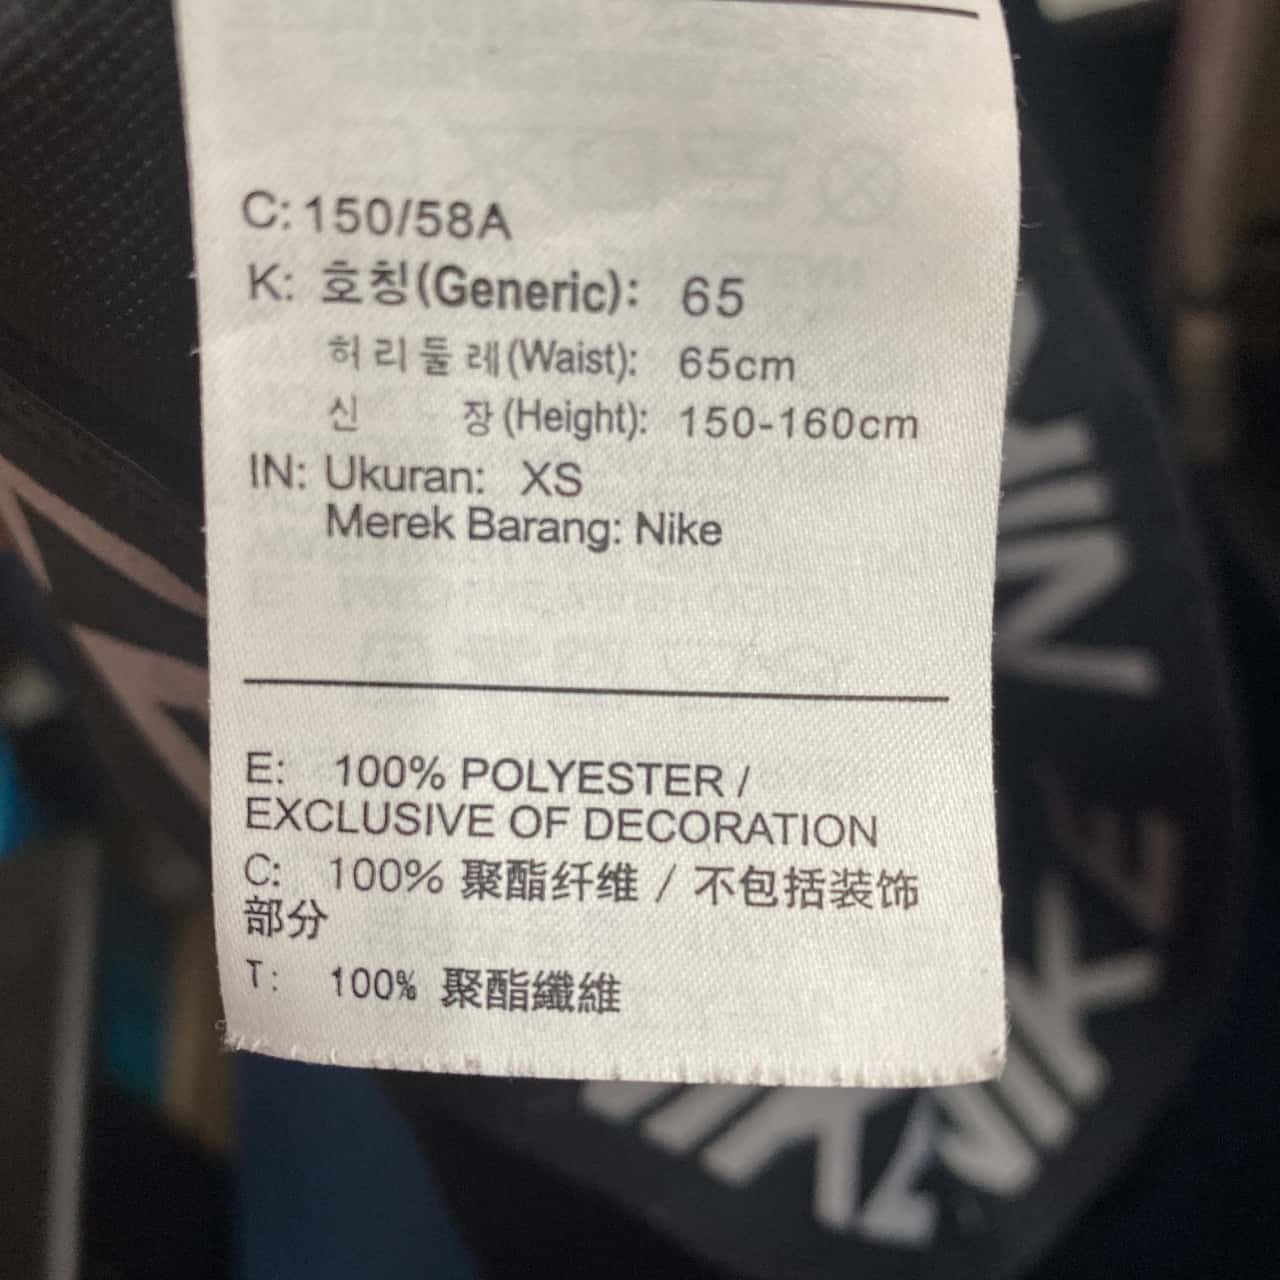 C: 150/58A
K: 호칭(Generic): 65
허리둘레(Waist): 65cm
신 장(Height): 150-160cm
IN: Ukuran: XS
Merek Barang: Nike
E: 100% POLYESTER /
EXCLUSIVE OF DECORATION
C: 100% 聚酯纤维 / 不包括装饰
部分
T: 100% 聚酯纖維